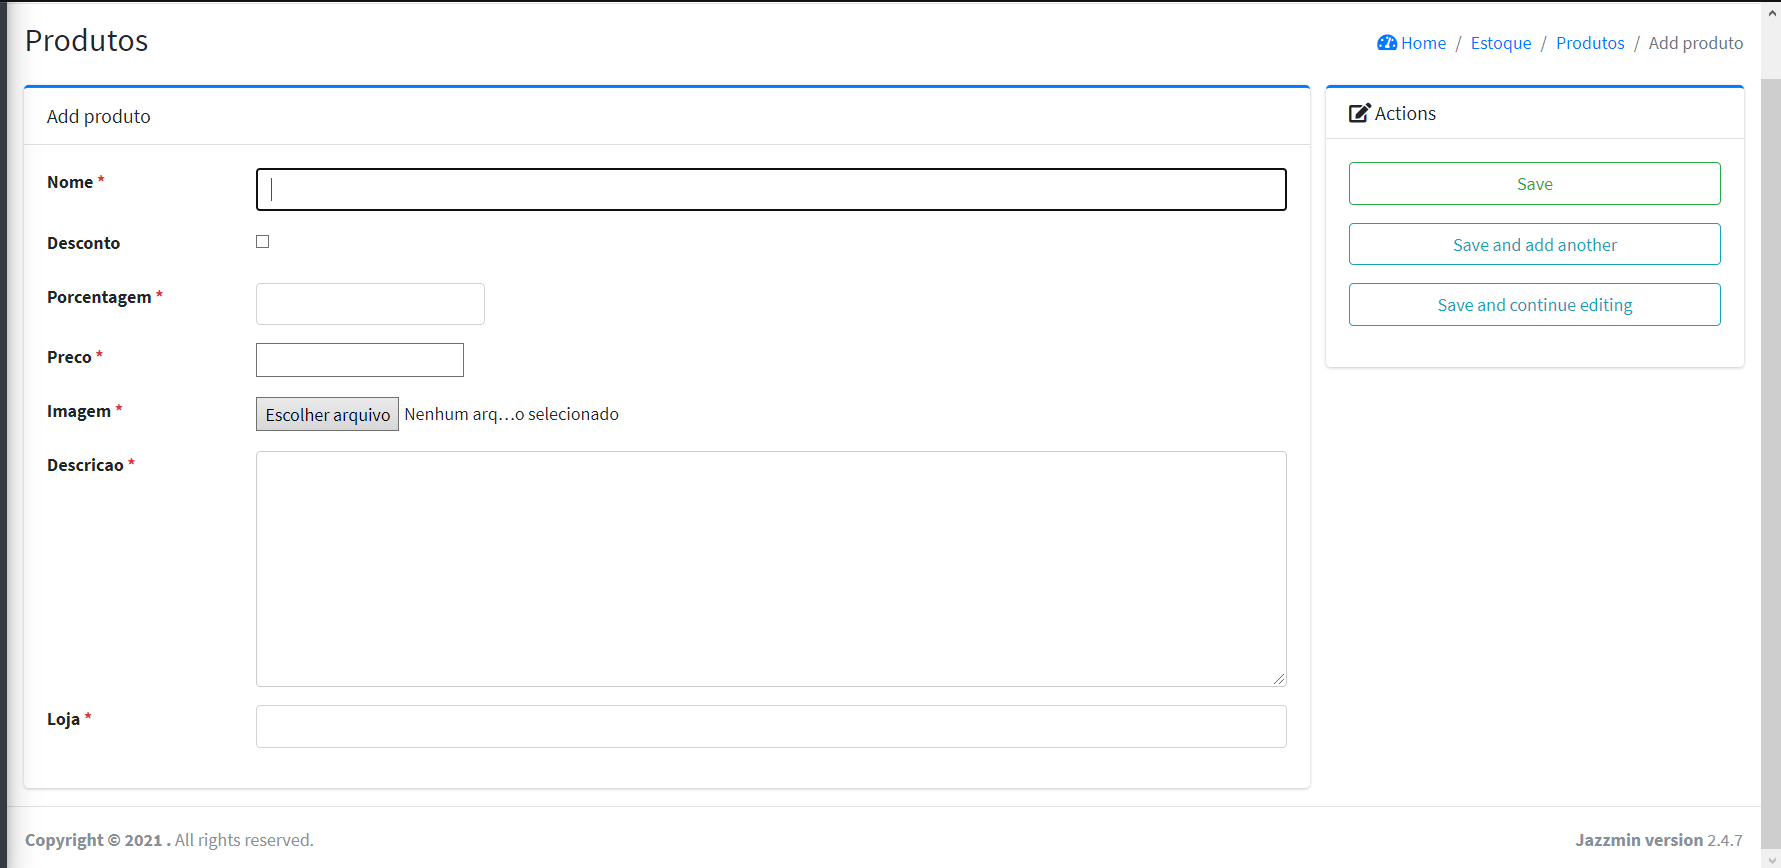 Produtos
Home / Estoque / Produtos / Add produto
Add produto
Nome *
Desconto
Porcentagem *
Preco *
Imagem *
Escolher arquivo Nenhum arq...o selecionado
Descricao *
Loja *
Actions
Save
Save and add another
Save and continue editing
Copyright © 2021 . All rights reserved.
Jazzmin version 2.4.7